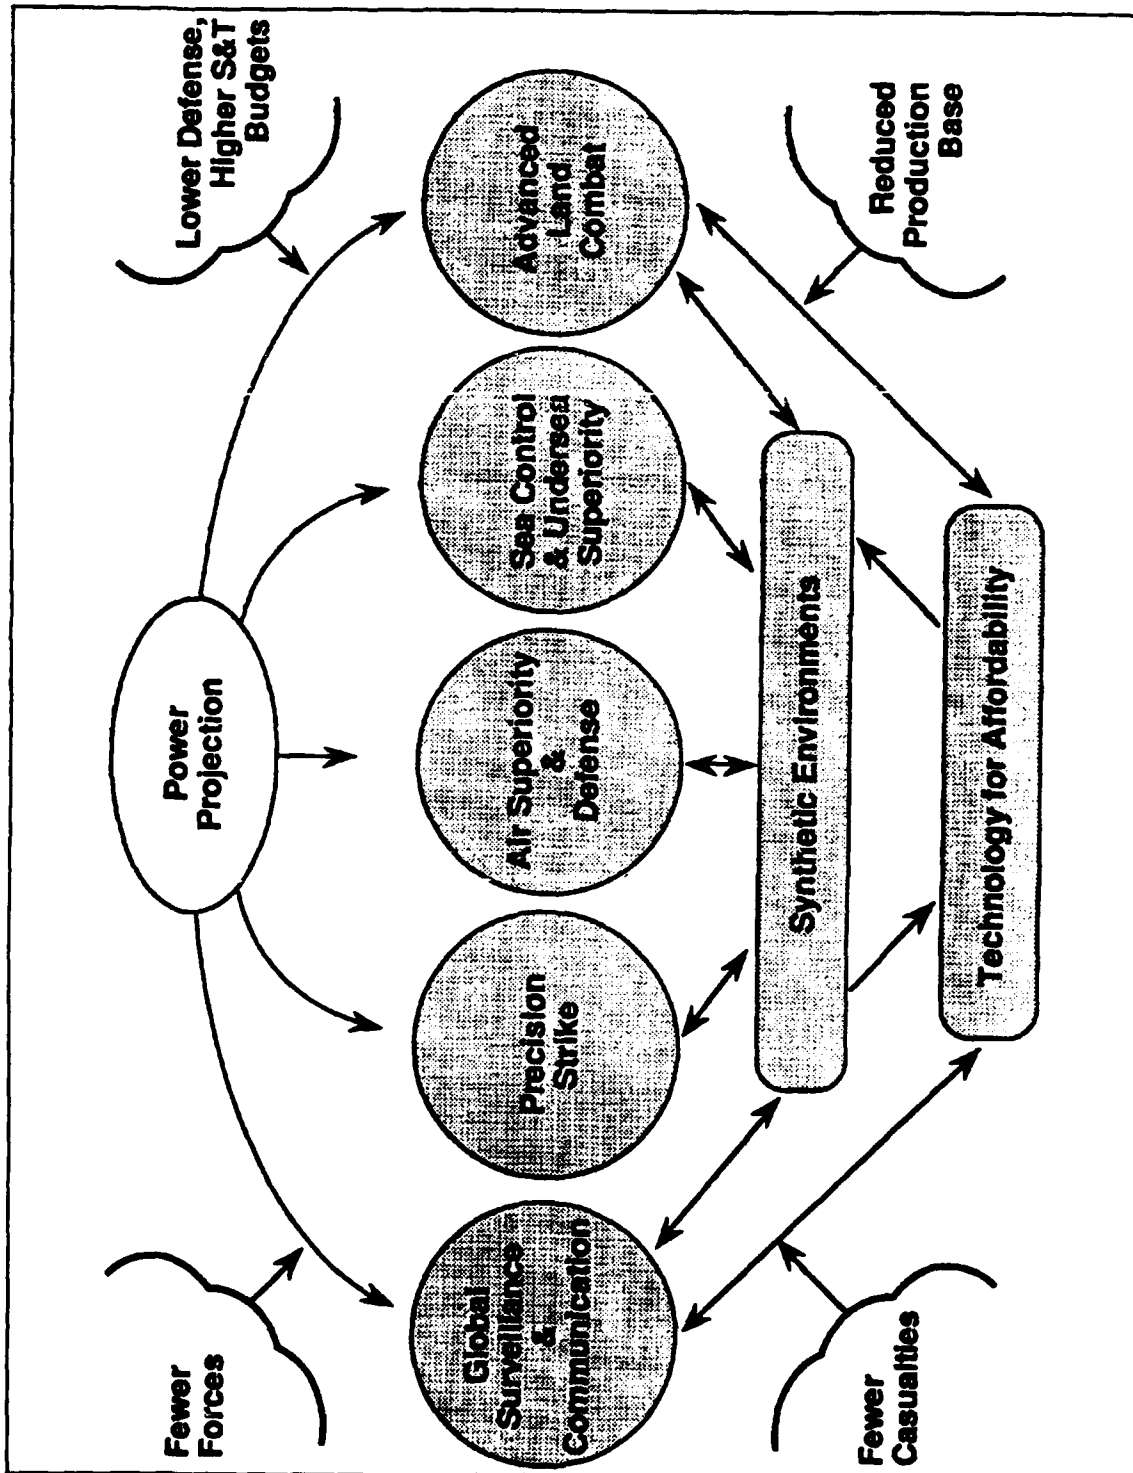 Fewer
Forces
Power
Projection
Lower Defense,
Higher S&T
Budgets
Global
Surveillance
&
Communication
Precision
Strike
Air Superiority
&
Defense
Sea Control
& Undersea
Superiority
Advanced
Land
Combat
Synthetic Environments
Technology for Affordability
Fewer
Casualties
Reduced
Production
Base